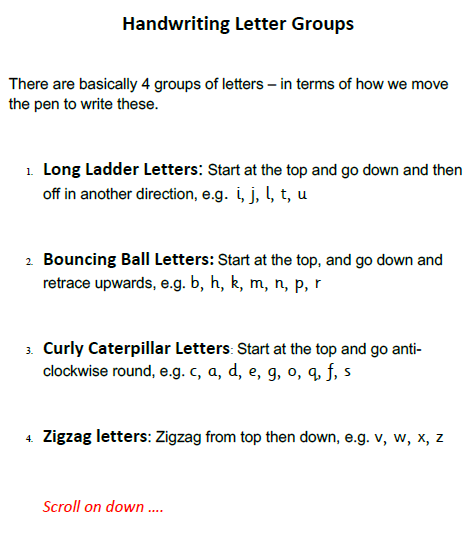 Handwriting Letter Groups
There are basically 4 groups of letters – in terms of how we move
the pen to write these.
1. Long Ladder Letters: Start at the top and go down and then
off in another direction, e.g. i, j, l, t, u
2. Bouncing Ball Letters: Start at the top, and go down and
retrace upwards, e.g. b, h, k, m, n, p, r
3. Curly Caterpillar Letters: Start at the top and go anti-
clockwise round, e.g. c, a, d, e, g, o, q, f, s
4. Zigzag letters: Zigzag from top then down, e.g. v, w, x, z
Scroll on down ....